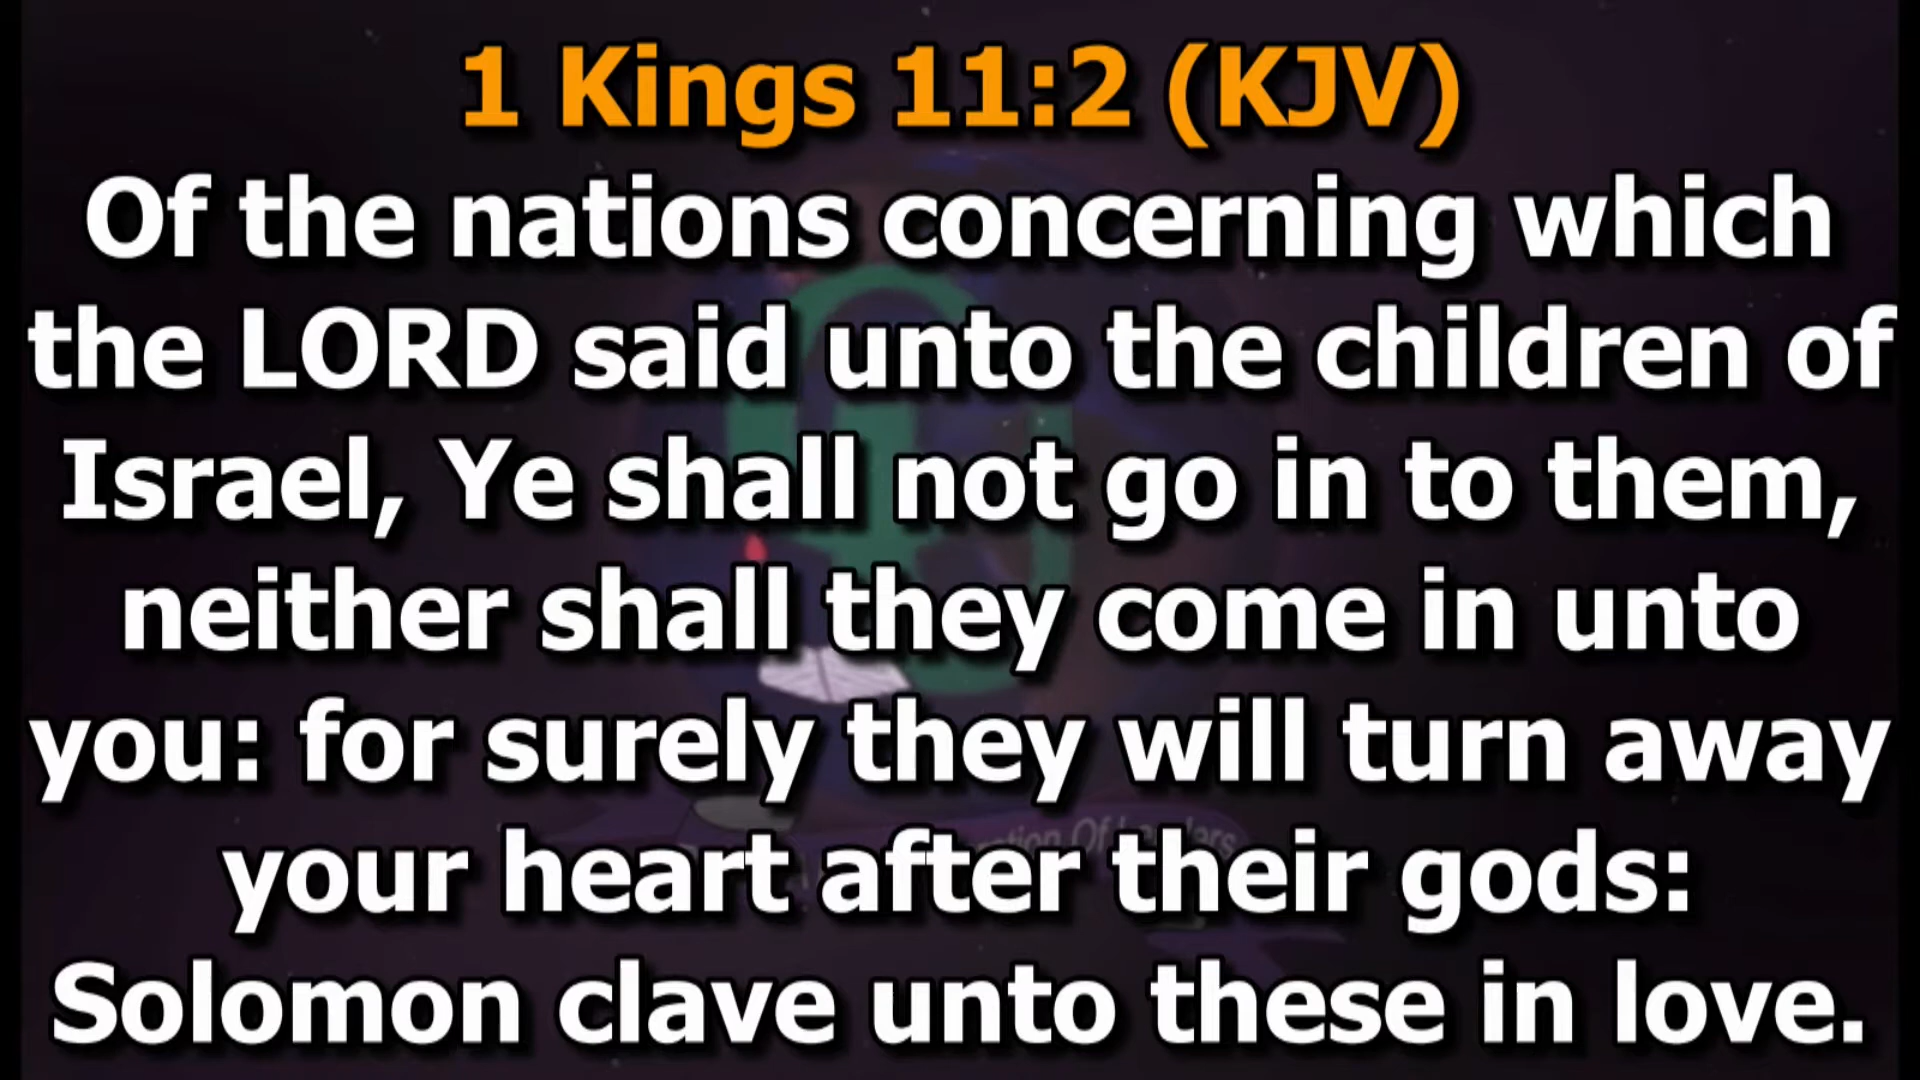 1 Kings 11:2 (KJV)
Of the nations concerning which
the LORD said unto the children of
Israel, Ye shall not go in to them,
neither shall they come in unto
you: for surely they will turn away
your heart after their gods:
Solomon clave unto these in love.